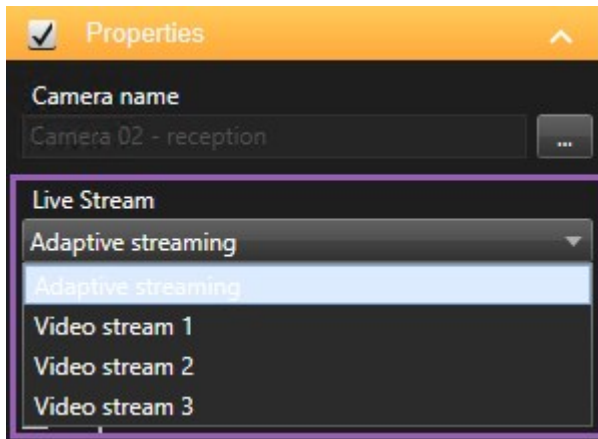 Properties
Camera name
Camera 02 - reception
...
Live Stream
Adaptive streaming
Adaptive streaming
Video stream 1
Video stream 2
Video stream 3